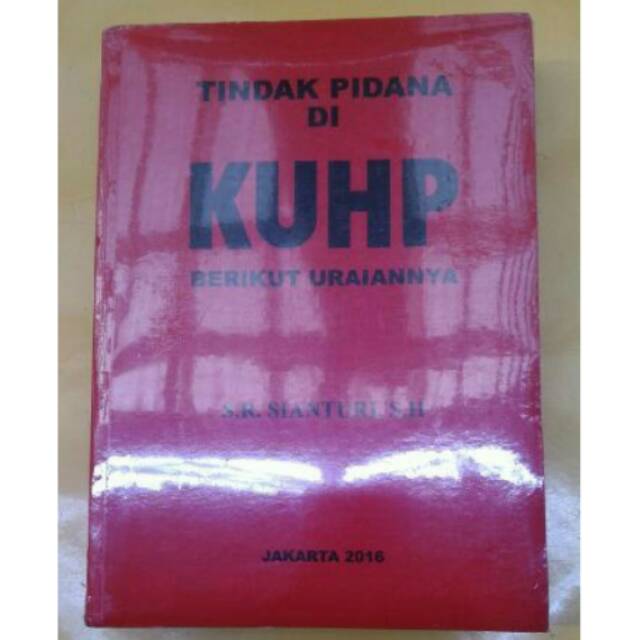 TINDAK PIDANA
DI
KUHP
BERIKUT URAIANNYA
S.R. SIANTURI, S.H
JAKARTA 2016